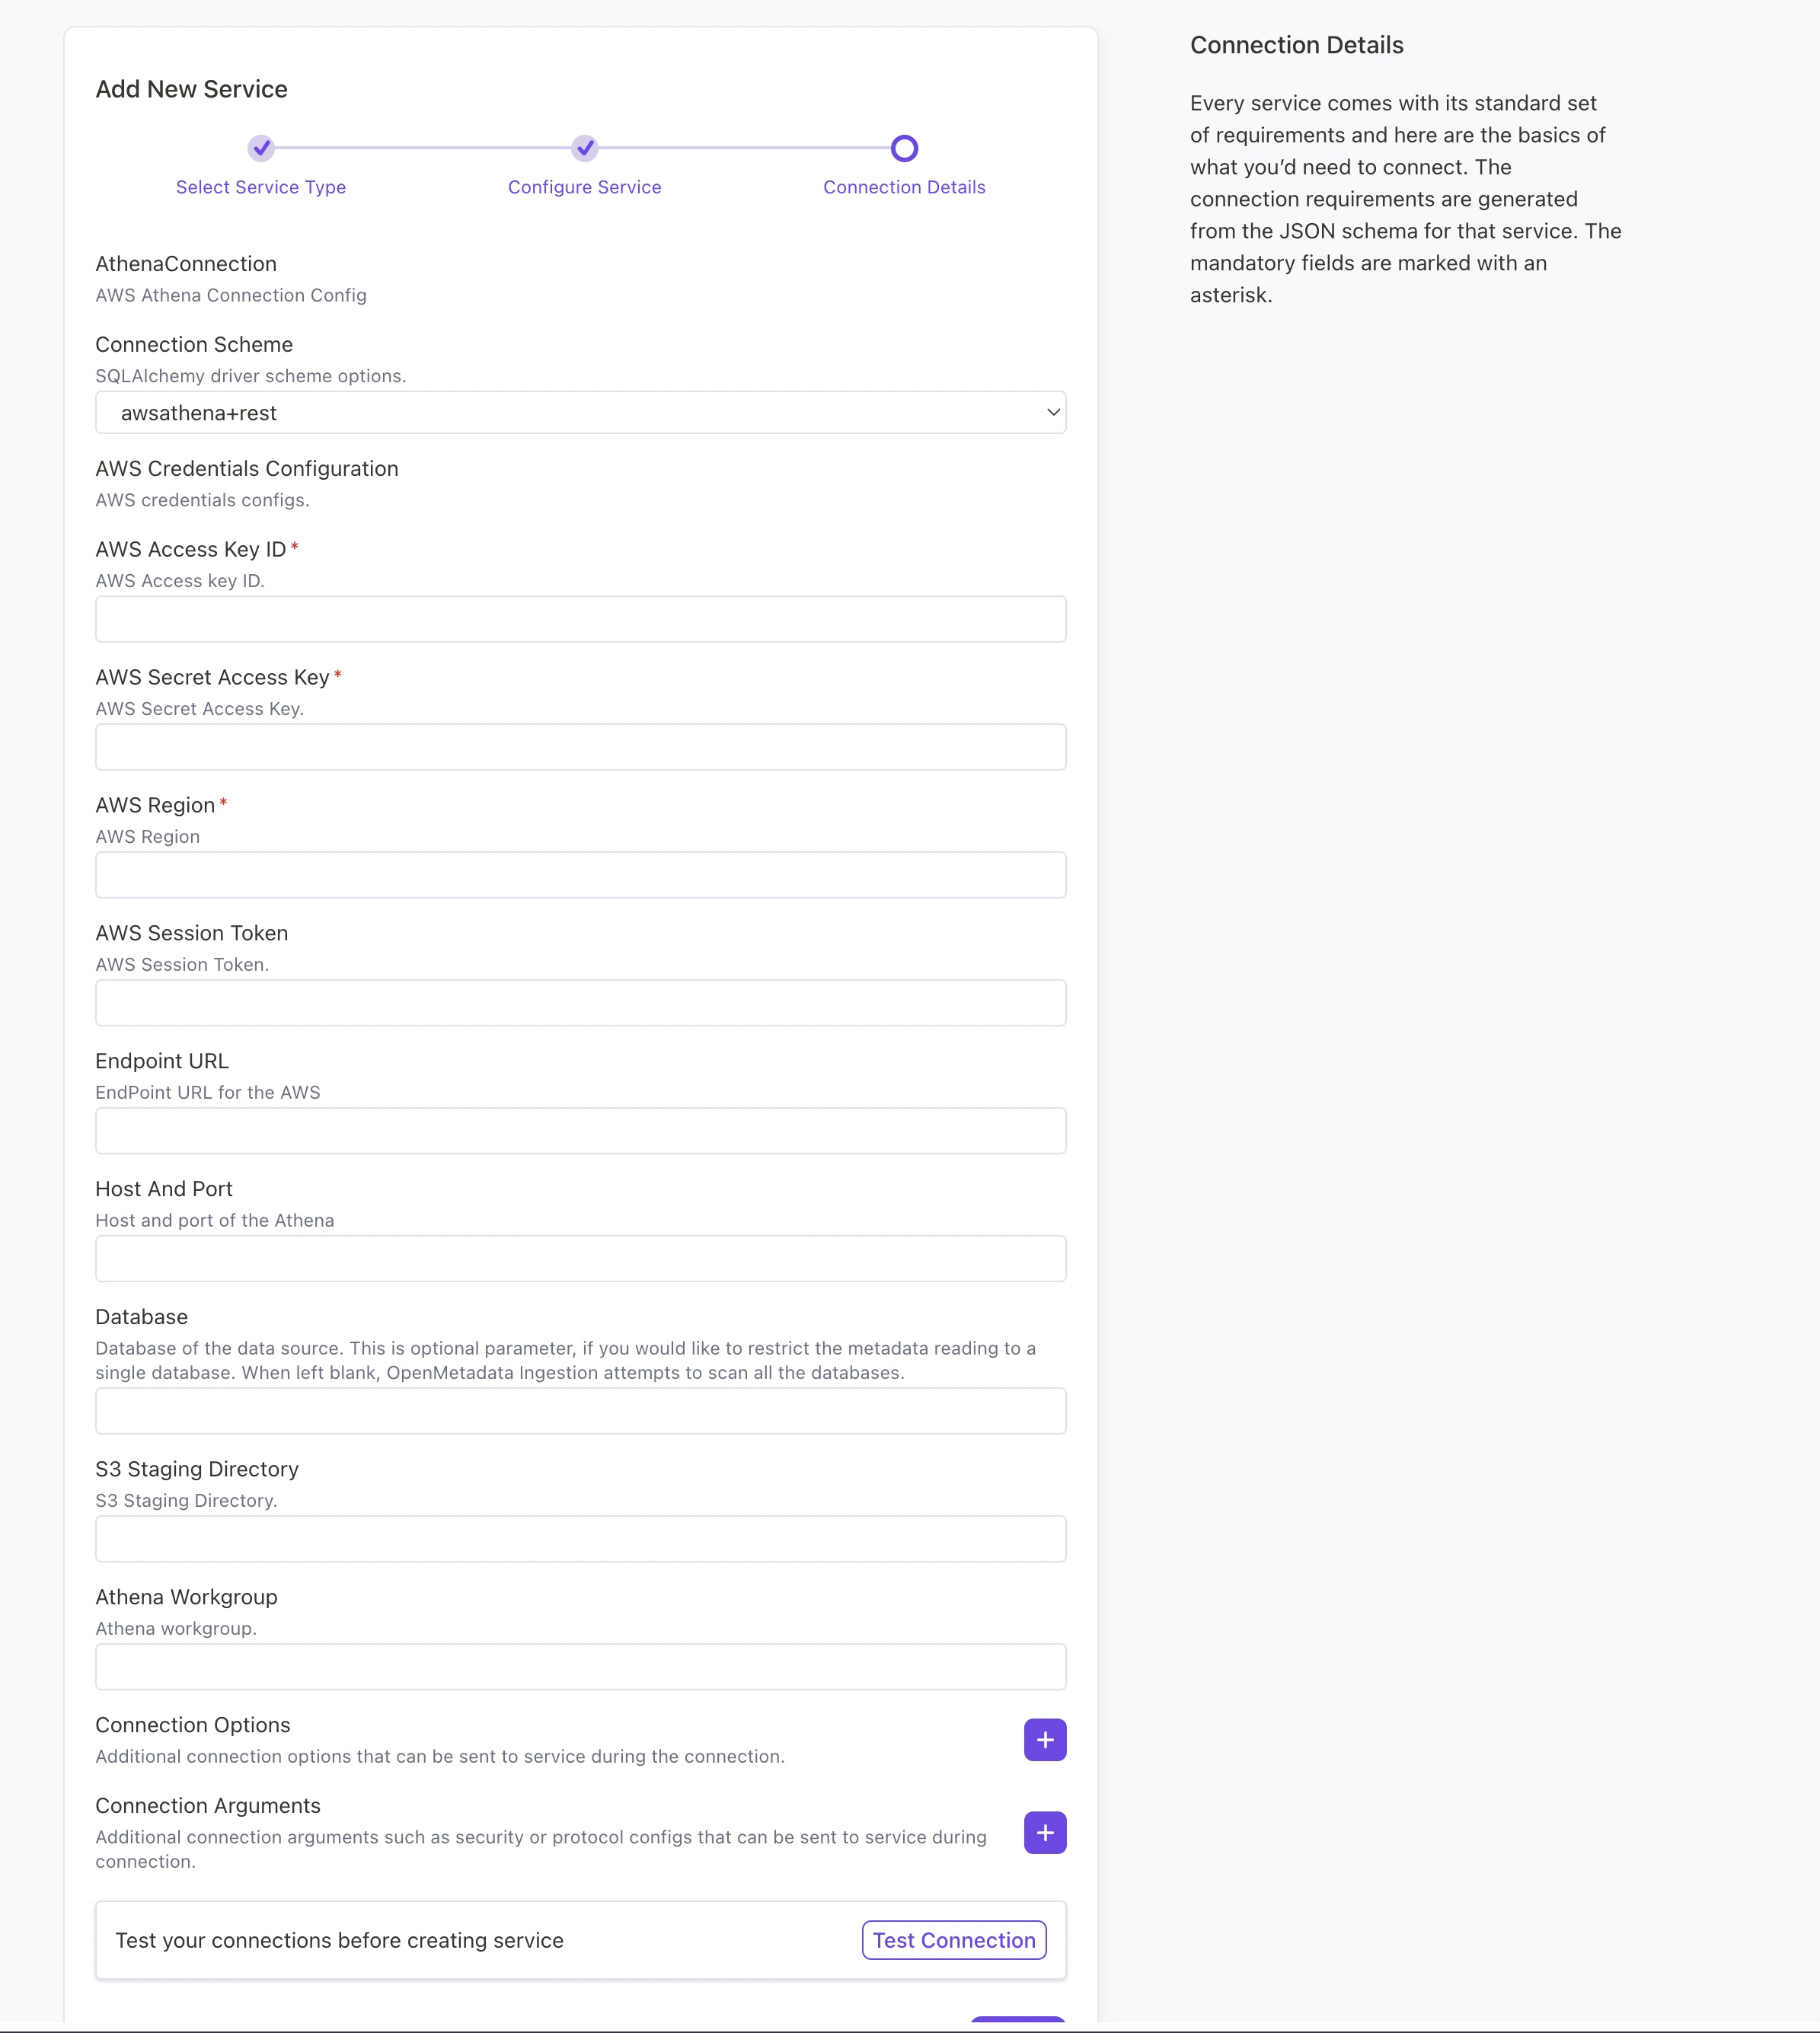 Add New Service
Select Service Type
Configure Service
Connection Details
AthenaConnection
AWS Athena Connection Config
Connection Scheme
SQLAlchemy driver scheme options.
awsathena+rest
AWS Credentials Configuration
AWS credentials configs.
AWS Access Key ID*
AWS Access key ID.
AWS Secret Access Key*
AWS Secret Access Key.
AWS Region*
AWS Region
AWS Session Token
AWS Session Token.
Endpoint URL
EndPoint URL for the AWS
Host And Port
Host and port of the Athena
Database
Database of the data source. This is optional parameter, if you would like to restrict the metadata reading to a
single database. When left blank, OpenMetadata Ingestion attempts to scan all the databases.
S3 Staging Directory
S3 Staging Directory.
Athena Workgroup
Athena workgroup.
Connection Options
Additional connection options that can be sent to service during the connection.
Connection Arguments
Additional connection arguments such as security or protocol configs that can be sent to service during
connection.
Test your connections before creating service
Test Connection
Connection Details
Every service comes with its standard set
of requirements and here are the basics of
what you’d need to connect. The
connection requirements are generated
from the JSON schema for that service. The
mandatory fields are marked with an
asterisk.